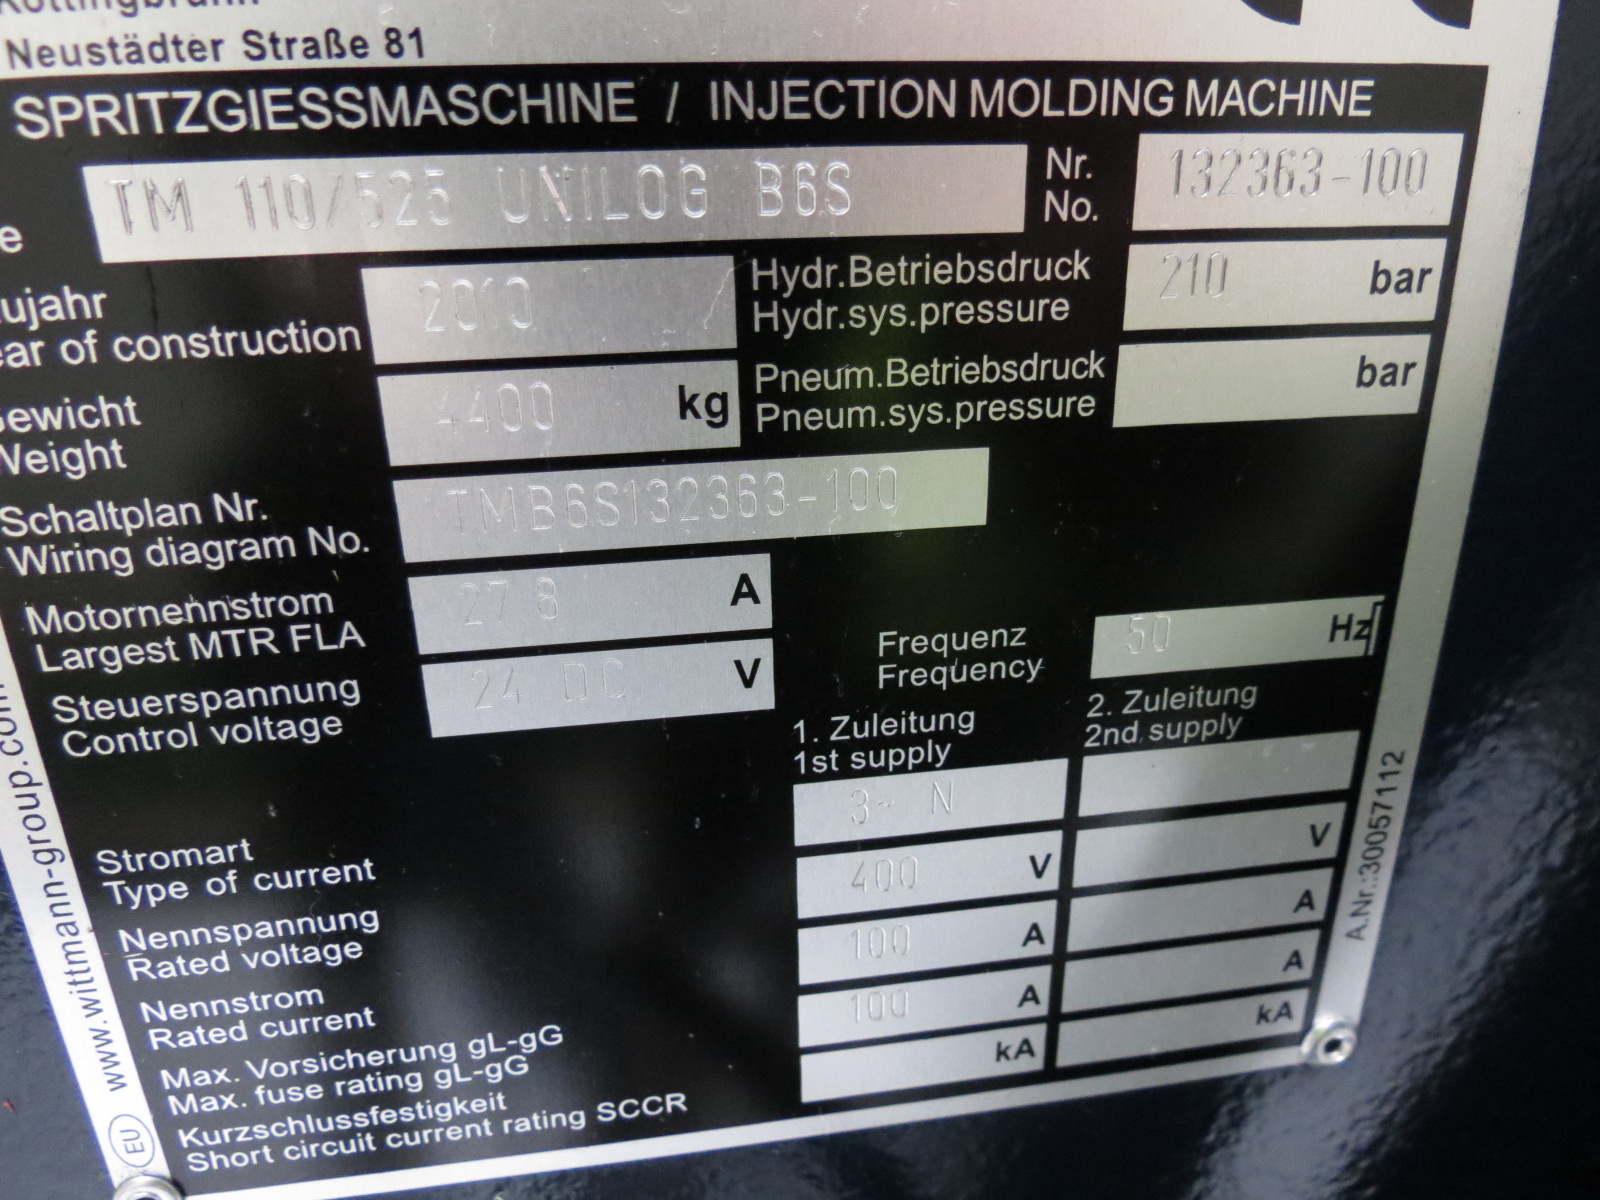 Neustädter Straße 81
SPRITZGIESSMASCHINE / INJECTION MOLDING MACHINE
TM 110/525 UNILOG B6S
Nr.
No.
132363-100
ujahr
ear of construction
2010
Hydr.Betriebsdruck
Hydr.sys.pressure
210 bar
Gewicht
Weight
4400 kg
Pneum.Betriebsdruck
Pneum.sys.pressure
bar
Schaltplan Nr.
Wiring diagram No.
TMB6S132363-100
Motornennstrom
Largest MTR FLA
27 8 A
Frequenz
Frequency
50 Hz
Steuerspannung
Control voltage
24 DC V
1. Zuleitung
1st supply
2. Zuleitung
2nd supply
Stromart
Type of current
3~ N
Nennspannung
Rated voltage
400 V
V
Nennstrom
Rated current
100 A
A
Max. Vorsicherung gL-gG
Max. fuse rating gL-gG
100 A
A
Kurzschlussfestigkeit
Short circuit current rating SCCR
kA
kA
A.Nr.:30057112
www.wittmann-group.com
EU